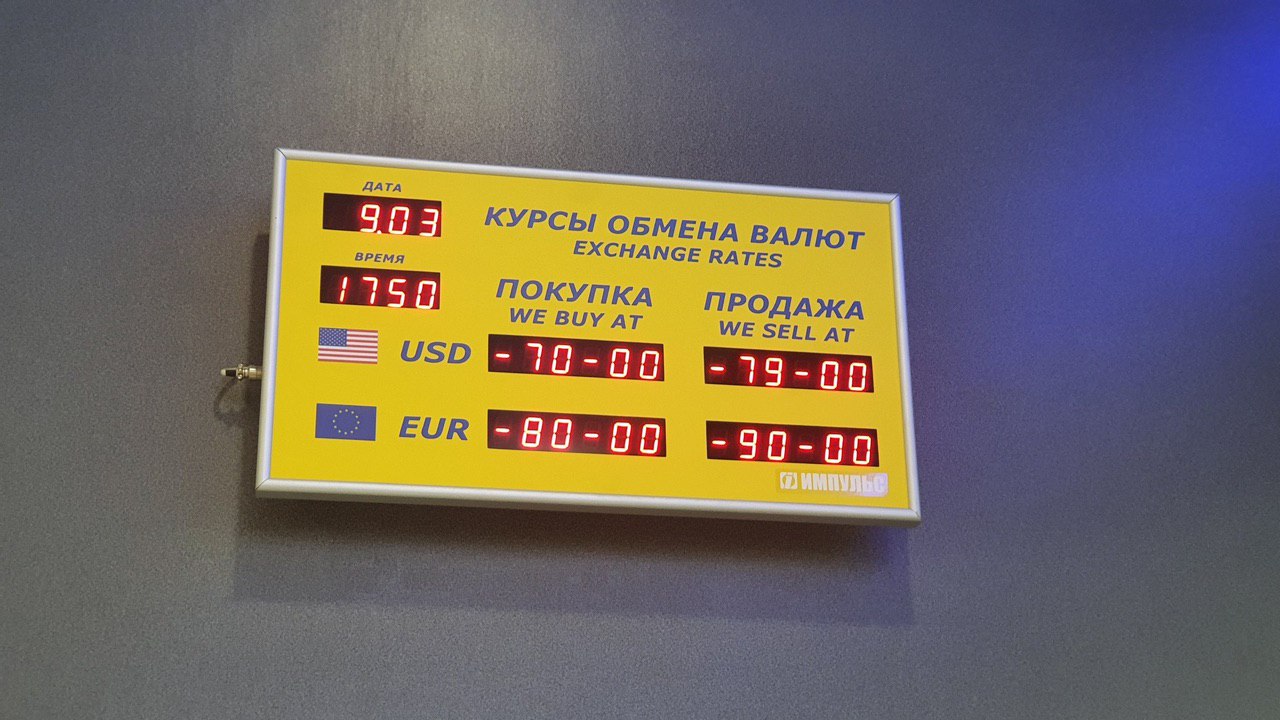 ДАТА
9.03
КУРСЫ ОБМЕНА ВАЛЮТ
EXCHANGE RATES
ВРЕМЯ
1750
ПОКУПКА
WE BUY AT
ПРОДАЖА
WE SELL AT
USD -70-00 -79-00
EUR -80-00 -90-00
ИМПУЛЬС